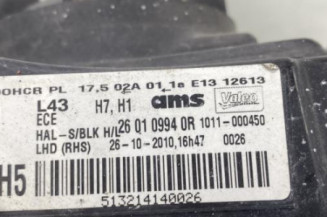 OHCR PL 17,5 02A 01 1a E13 12613
L43 H7, H1 ams Valeo
ECE
HAL-S/BLK H/L 26 01 0994 0R 1011-000450
LHD (RHS) 26-10-2010, 16h47 0026
H5
513214140026